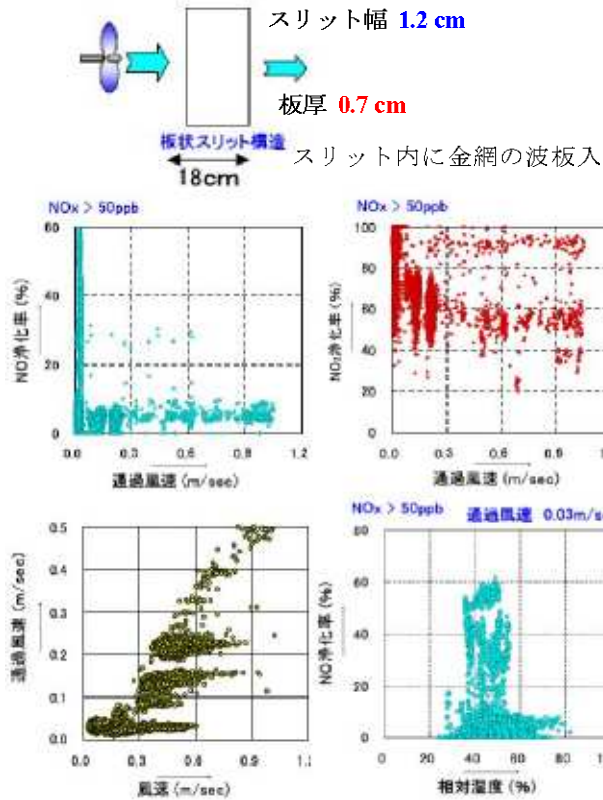 スリット幅 1.2 cm
板厚 0.7 cm
板状スリット構造
18cm
スリット内に金網の波板入
NOx > 50ppb
60
40
20
0
NO浄化率 (%)
0.0 0.3 0.6 0.9 1.2
通過風速 (m/sec)
NOx > 50ppb
100
80
60
40
20
0
NO₂浄化率 (%)
0.0 0.3 0.6 0.9
通過風速 (m/sec)
0.5
0.4
0.3
0.2
0.1
0.0
通過風速 (m/sec)
0.0 0.3 0.6 0.9 1.
風速 (m/sec)
NOx > 50ppb 通過風速 0.03m/s
80
60
40
20
0
NO浄化率 (%)
0 20 40 60 80
相対湿度 (%)